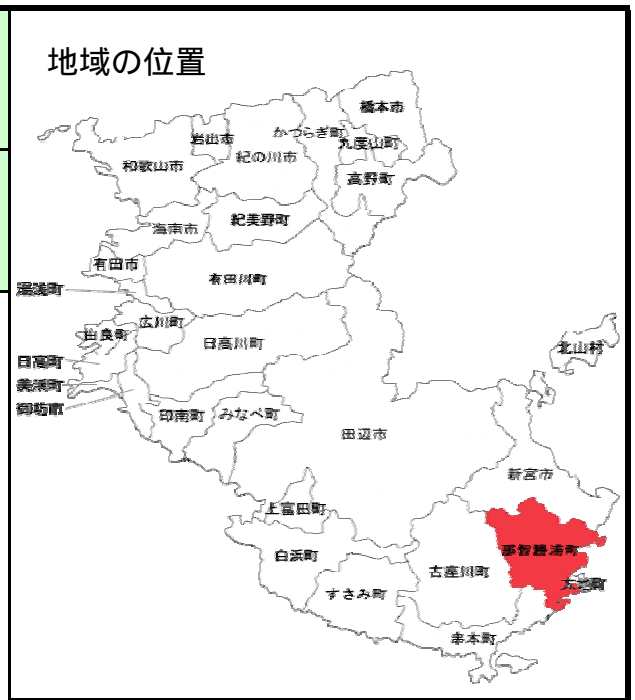 地域の位置
橋本市
かつらぎ町
岩出市
九度山町
紀の川市
和歌山市
高野町
紀美野町
海南市
有田市
有田川町
湯浅町
広川町
由良町
日高川町
北山村
日高町
美浜町
御坊市
印南町
みなべ町
田辺市
新宮市
上富田町
那智勝浦町
白浜町
古座川町
太地町
すさみ町
串本町